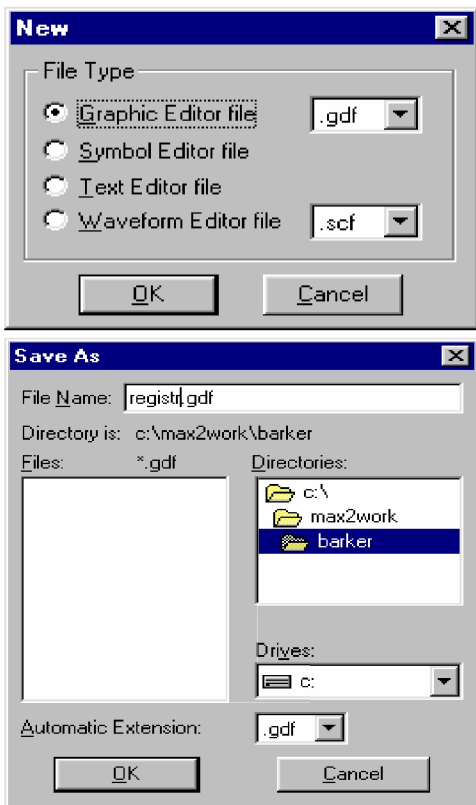 New
File Type
Graphic Editor file .gdf
Symbol Editor file
Text Editor file
Waveform Editor file .scf
OK Cancel
Save As
File Name: registr.gdf
Directory is: c:\max2work\barker
Files: *.gdf Directories:
c:\
max2work
barker
Drives:
c:
Automatic Extension: .gdf
OK Cancel